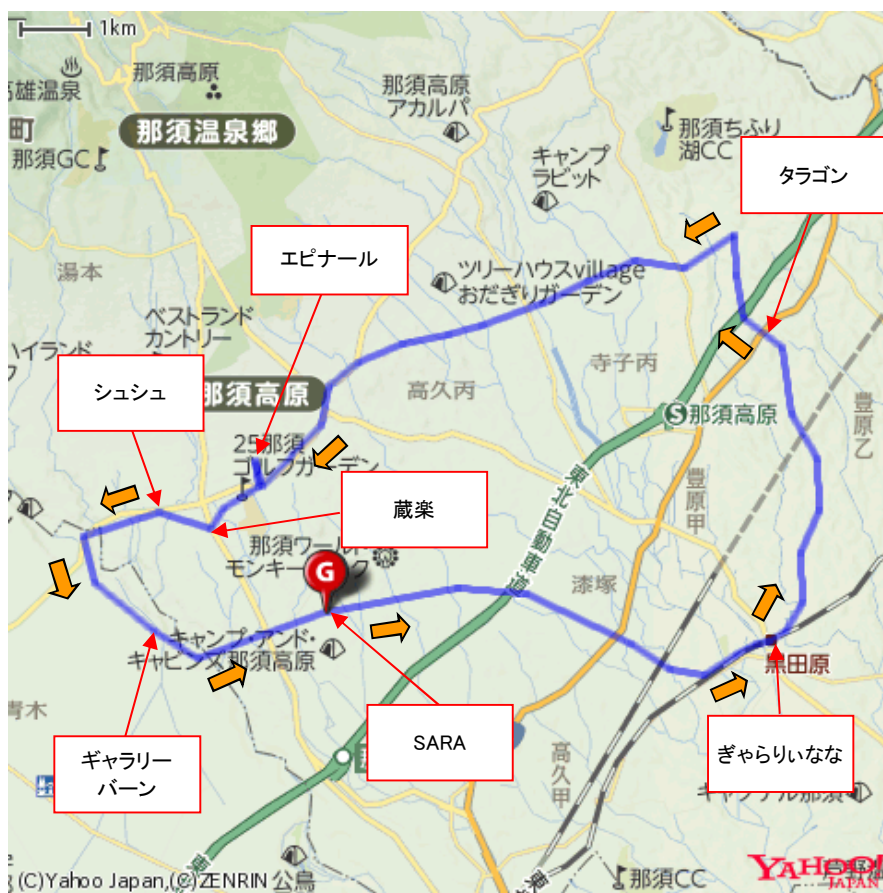 1km
那須高原
那須高原
アカルパ
高雄温泉
町
那須温泉郷
那須GC
那須ちふり
湖CC
キャンプ
ラビット
タラゴン
エピナール
湯本
ツリーハウスvillage
おだぎりガーデン
ベストランド
カントリー
ハイランド
寺子丙
シュシュ
那須高原
高久丙
S那須高原
豊原乙
25那須
ゴルフガーデン
豊原甲
東北自動車道
蔵楽
那須ワールド
モンキーパーク
G
漆塚
キャンプ・アンド・
キャビンズ那須高原
黒田原
青木
ギャラリー
バーン
SARA
ぎゃらりぃなな
高久甲
キャンナル那須
那須CC
(C)Yahoo Japan,(C)ZENRIN
YAHOO!
JAPAN